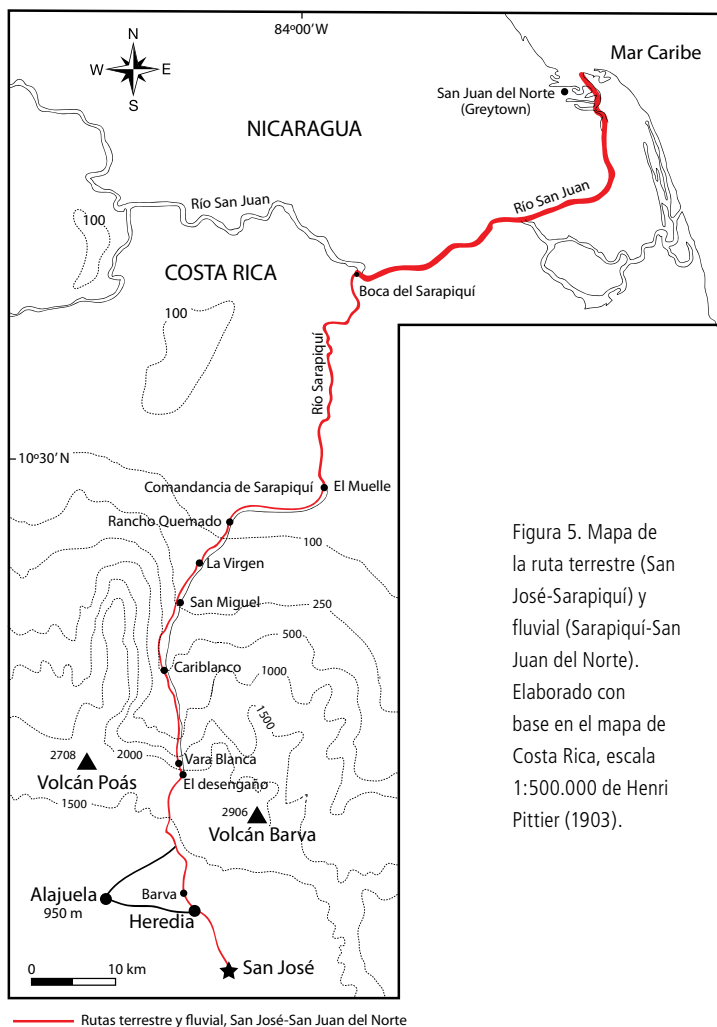 84º00’W
N
W
E
S
Mar Caribe
San Juan del Norte
(Greytown)
NICARAGUA
Río San Juan
Río San Juan
100
COSTA RICA
Boca del Sarapiquí
100
Río Sarapiquí
10º30’ N
Comandancia de Sarapiquí
El Muelle
Rancho Quemado
100
La Virgen
San Miguel
250
500
Cariblanco
1000
1500
2708
Volcán Poás
2000
Vara Blanca
El desengaño
1500
2906
Volcán Barva
Alajuela
950 m
Barva
Heredia
San José
0
10 km
Rutas terrestre y fluvial, San José-San Juan del Norte
Figura 5. Mapa de
la ruta terrestre (San
José-Sarapiquí) y
fluvial (Sarapiquí-San
Juan del Norte).
Elaborado con
base en el mapa de
Costa Rica, escala
1:500.000 de Henri
Pittier (1903).